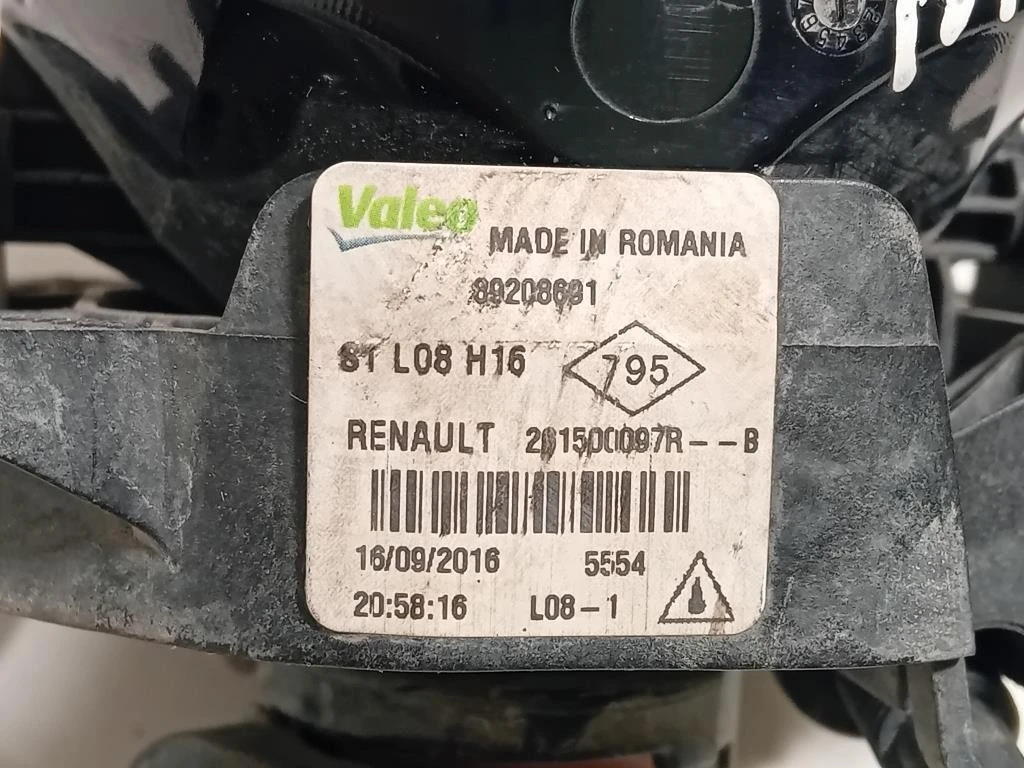 Valeo
MADE IN ROMANIA
89208691
ST L08 H16
795
RENAULT 261500097R--B
16/09/2016 5554
20:58:16 L08-1